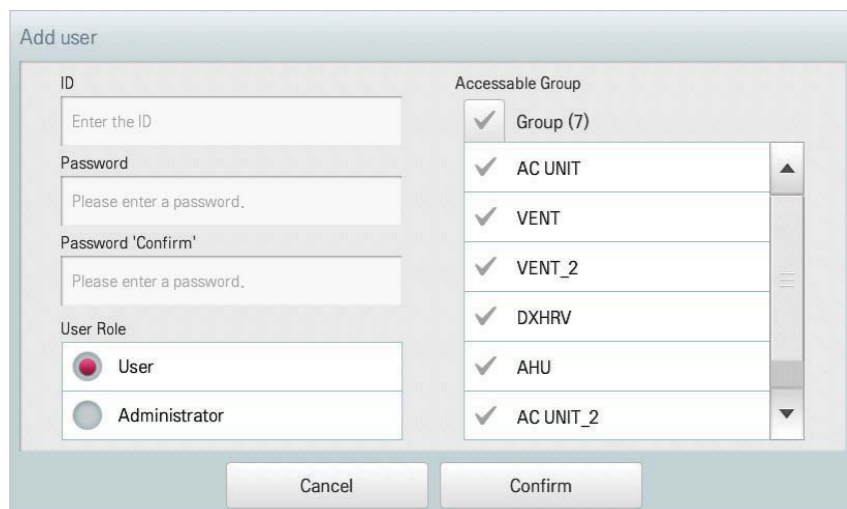 Add user
ID
Enter the ID
Password
Please enter a password.
Password 'Confirm'
Please enter a password.
User Role
User
Administrator
Accessable Group
Group (7)
AC UNIT
VENT
VENT_2
DXHRV
AHU
AC UNIT_2
Cancel
Confirm